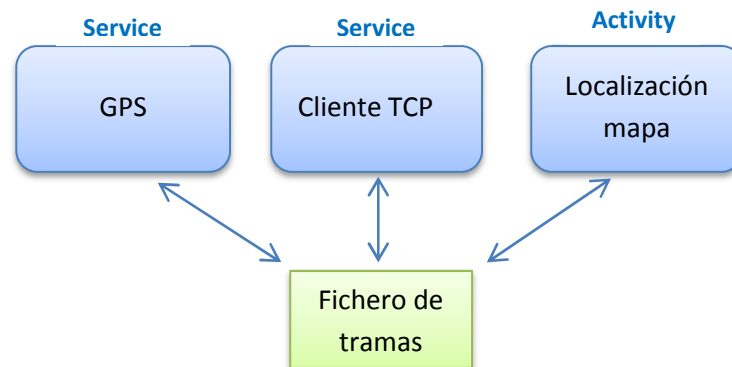 Service
Service
Activity
GPS
Cliente TCP
Localización
mapa
Fichero de
tramas